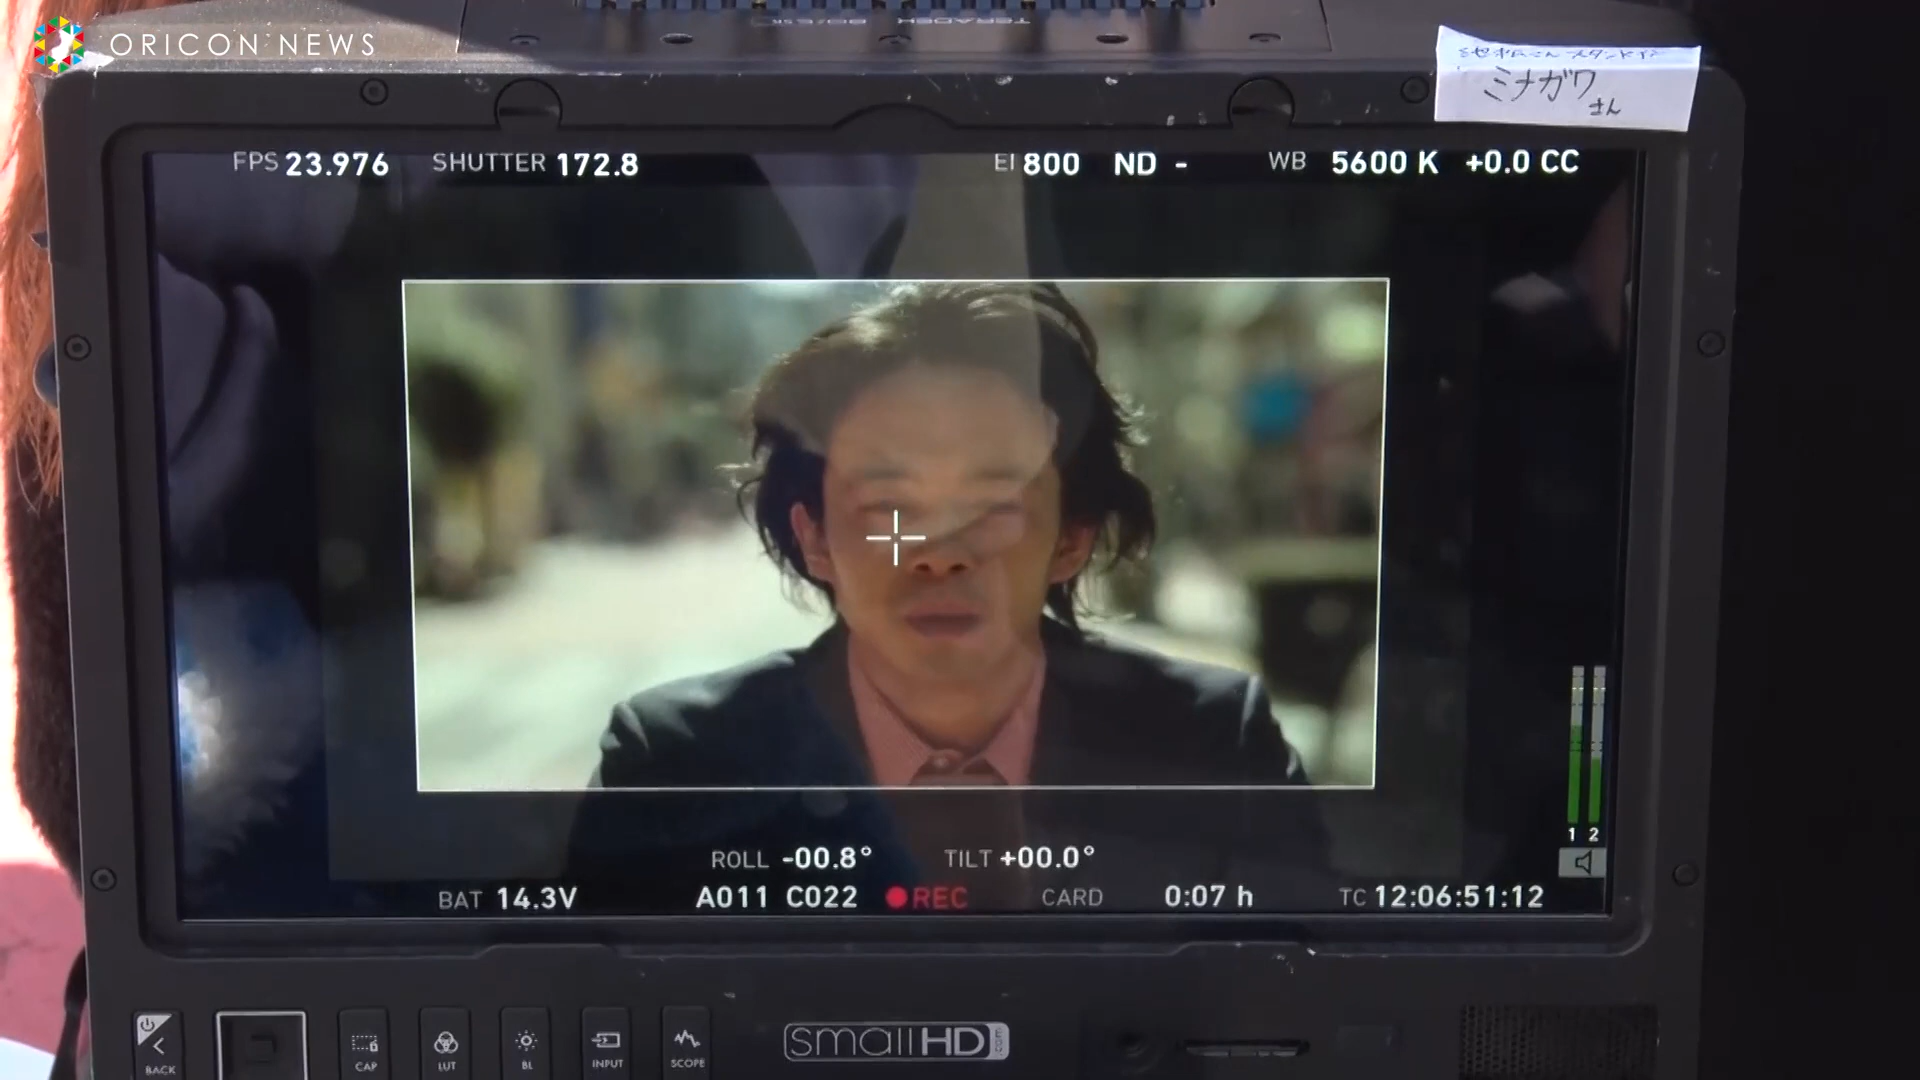 ORICON NEWS
TERADEK
ミナガワ
さん
FPS 23.976 SHUTTER 172.8 EI 800 ND - WB 5600 K +0.0 CC
1 2
ROLL -00.8° TILT +00.0°
BAT 14.3V A011 C022 REC CARD 0:07 h TC 12:06:51:12
BACK CAP LUT BL INPUT SCOPE
smallHD.com